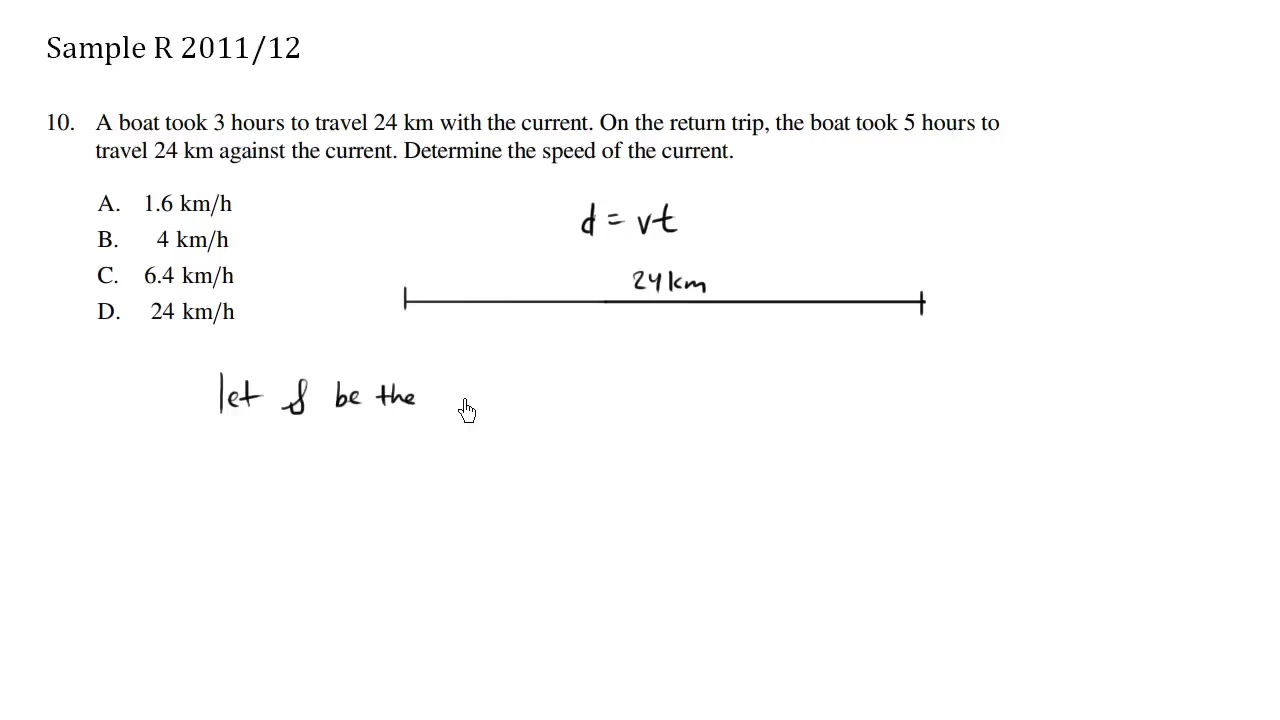 Sample R 2011/12
10. A boat took 3 hours to travel 24 km with the current. On the return trip, the boat took 5 hours to
travel 24 km against the current. Determine the speed of the current.
A. 1.6 km/h
B. 4 km/h
C. 6.4 km/h
D. 24 km/h
d = vt
24 km
let s be the